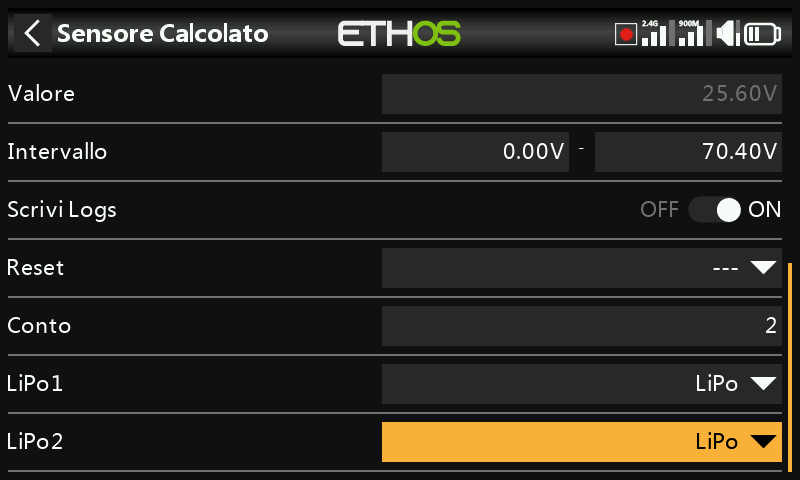 Sensore Calcolato ETHOS 2.4G 900M
Valore 25.60V
Intervallo 0.00V - 70.40V
Scrivi Logs OFF ON
Reset ---
Conto 2
LiPo1 LiPo
LiPo2 LiPo